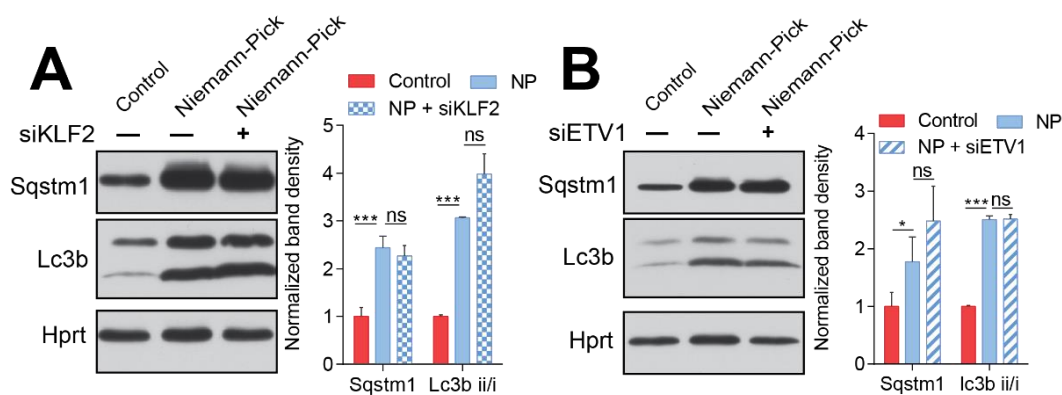 A
Control
Niemann-Pick
Niemann-Pick
siKLF2 — — +
Sqstm1
Lc3b
Hprt
Control NP
NP + siKLF2
Normalized band density
5
4
3
2
1
0
*** ns
*** ns
Sqstm1 Lc3b ii/i
B
Control
Niemann-Pick
Niemann-Pick
siETV1 — — +
Sqstm1
Lc3b
Hprt
Control NP
NP + siETV1
Normalized band density
4
3
2
1
0
* ns
*** ns
Sqstm1 lc3b ii/i